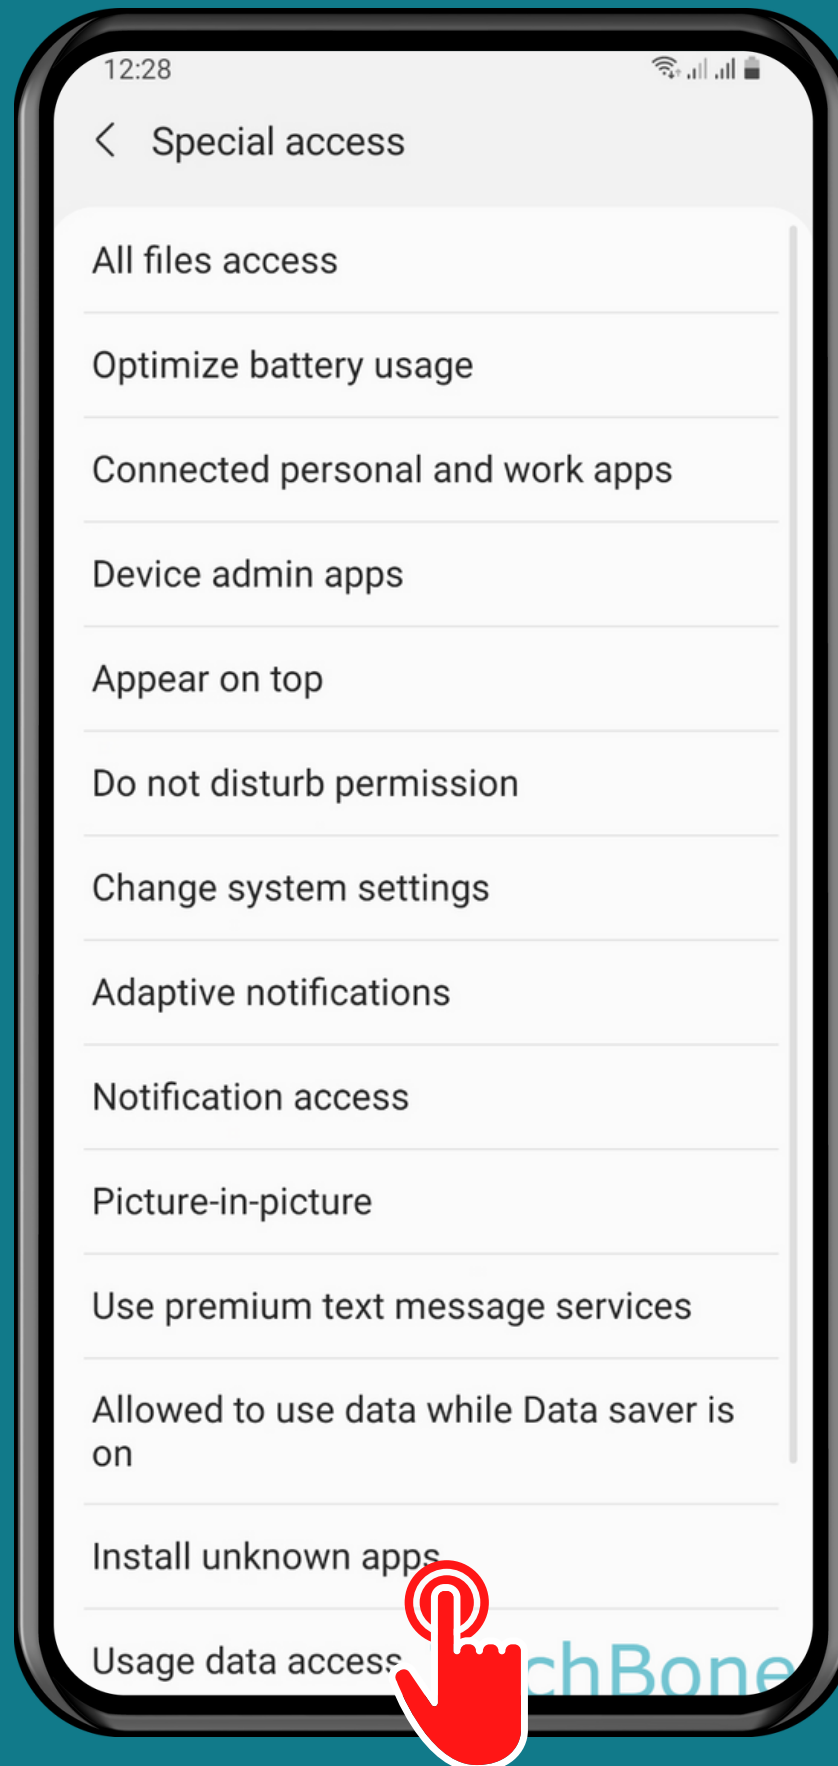 12:28
Special access
All files access
Optimize battery usage
Connected personal and work apps
Device admin apps
Appear on top
Do not disturb permission
Change system settings
Adaptive notifications
Notification access
Picture-in-picture
Use premium text message services
Allowed to use data while Data saver is
on
Install unknown apps
Usage data access
chBone